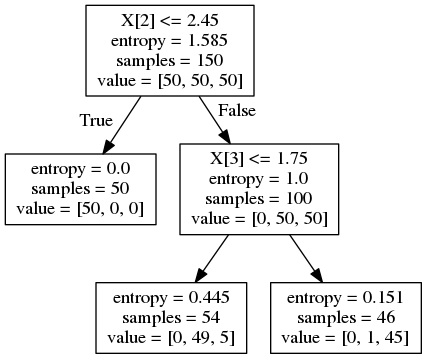 X[2] <= 2.45
entropy = 1.585
samples = 150
value = [50, 50, 50]
True
False
entropy = 0.0
samples = 50
value = [50, 0, 0]
X[3] <= 1.75
entropy = 1.0
samples = 100
value = [0, 50, 50]
entropy = 0.445
samples = 54
value = [0, 49, 5]
entropy = 0.151
samples = 46
value = [0, 1, 45]